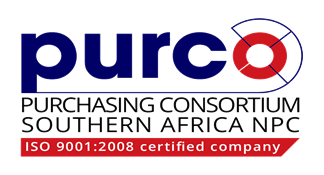 purco
PURCHASING CONSORTIUM
SOUTHERN AFRICA NPC
ISO 9001:2008 certified company